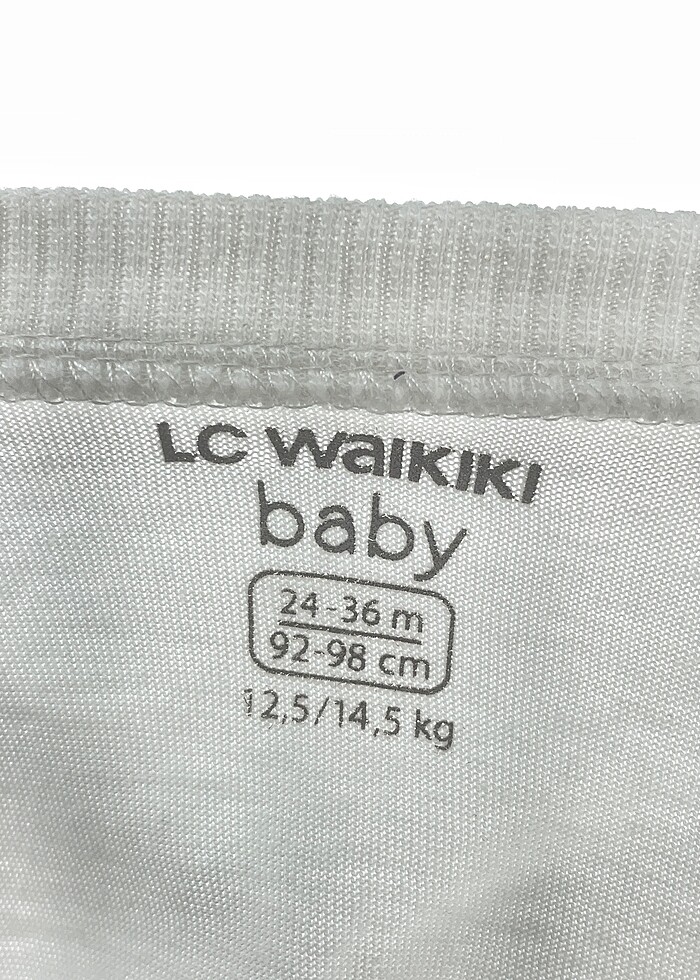 LC WAIKIKI
baby
24-36 m
92-98 cm
12,5/14,5 kg